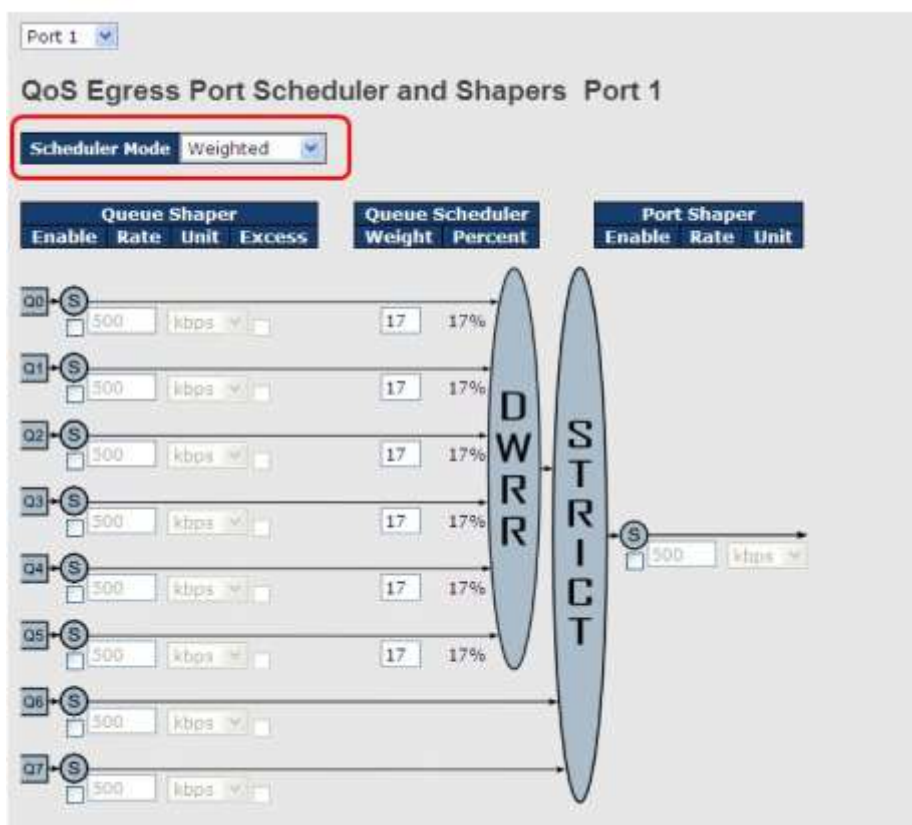 Port 1
QoS Egress Port Scheduler and Shapers Port 1
Scheduler Mode Weighted
Queue Shaper Queue Scheduler Port Shaper
Enable Rate Unit Excess Weight Percent Enable Rate Unit
Q0 S
500 kbps 17 17%
Q1 S
500 kbps 17 17%
Q2 S
500 kbps 17 17%
Q3 S
500 kbps 17 17%
Q4 S
500 kbps 17 17%
Q5 S
500 kbps 17 17%
Q6 S
500 kbps
Q7 S
500 kbps
DWRR
STRICT
S
500 kbps